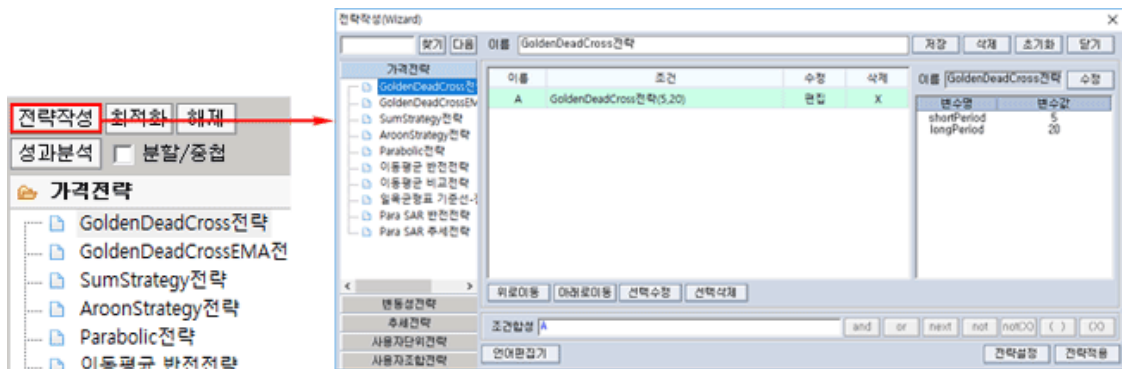 전략작성 최적화 해제
성과분석 분할/중첩
가격전략
GoldenDeadCross전략
GoldenDeadCrossEMA전
SumStrategy전략
AroonStrategy전략
Parabolic전략
이동평균 반전전략
전략작성(Wizard)
찾기 다음 이름 GoldenDeadCross전략 저장 삭제 초기화 닫기
가격전략
GoldenDeadCross전
GoldenDeadCrossEM
SumStrategy전략
AroonStrategy전략
Parabolic전략
이동평균 반전전략
이동평균 비교전략
일목균형표 기준선-
Para SAR 반전전략
Para SAR 추세전략
변동성전략
추세전략
사용자단위전략
사용자조합전략
이름 조건 수정 삭제
A GoldenDeadCross전략(5,20) 편집 X
이름 GoldenDeadCross전략 수정
변수명 변수값
shortPeriod 5
longPeriod 20
위로이동 아래로이동 선택수정 선택삭제
조건합성 A and or next not not(X) ( ) (X)
언어편집기 전략설정 전략적용